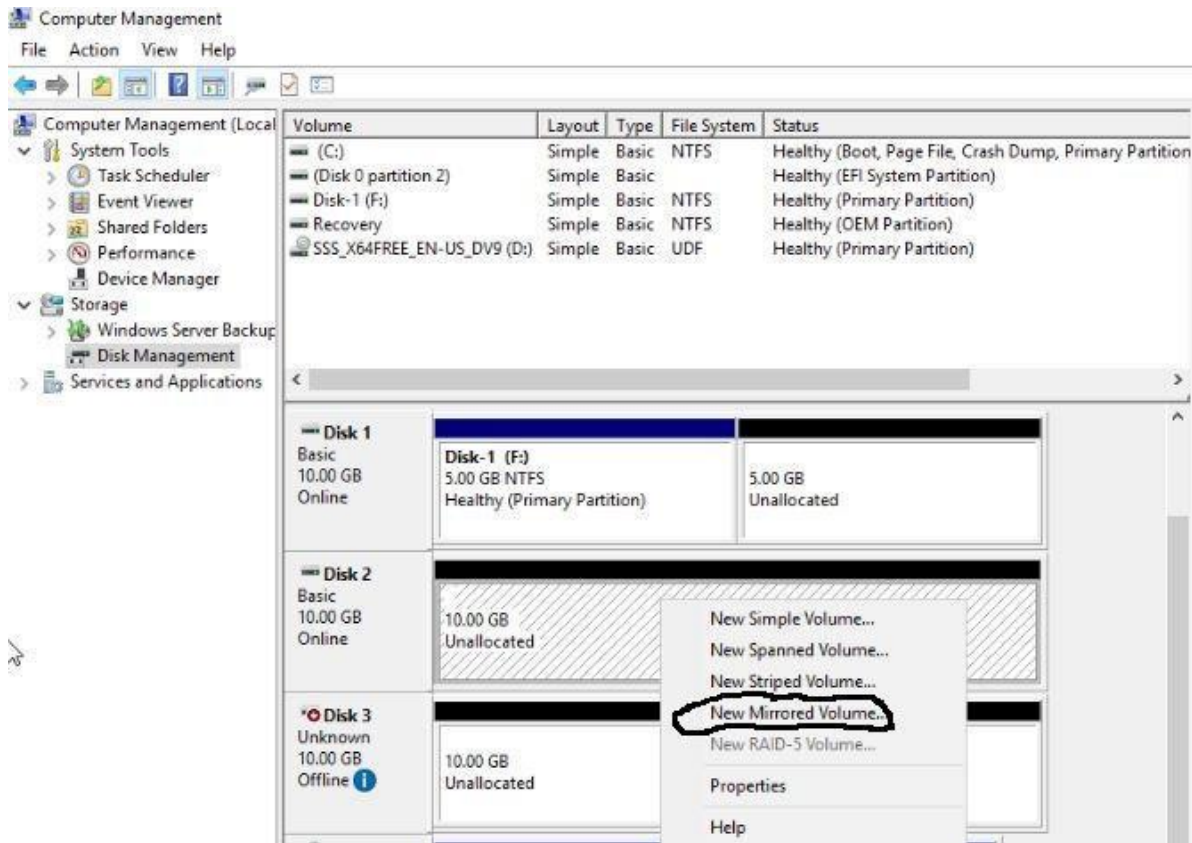 Computer Management
File Action View Help
Computer Management (Local
System Tools
Task Scheduler
Event Viewer
Shared Folders
Performance
Device Manager
Storage
Windows Server Backup
Disk Management
Services and Applications
Volume Layout Type File System Status
(C:) Simple Basic NTFS Healthy (Boot, Page File, Crash Dump, Primary Partition
(Disk 0 partition 2) Simple Basic Healthy (EFI System Partition)
Disk-1 (F:) Simple Basic NTFS Healthy (Primary Partition)
Recovery Simple Basic NTFS Healthy (OEM Partition)
SSS_X64FREE_EN-US_DV9 (D:) Simple Basic UDF Healthy (Primary Partition)
Disk 1
Basic
10.00 GB
Online
Disk-1 (F:)
5.00 GB NTFS
Healthy (Primary Partition)
5.00 GB
Unallocated
Disk 2
Basic
10.00 GB
Online
10.00 GB
Unallocated
New Simple Volume...
New Spanned Volume...
New Striped Volume...
New Mirrored Volume...
New RAID-5 Volume...
Properties
Help
Disk 3
Unknown
10.00 GB
Offline
10.00 GB
Unallocated